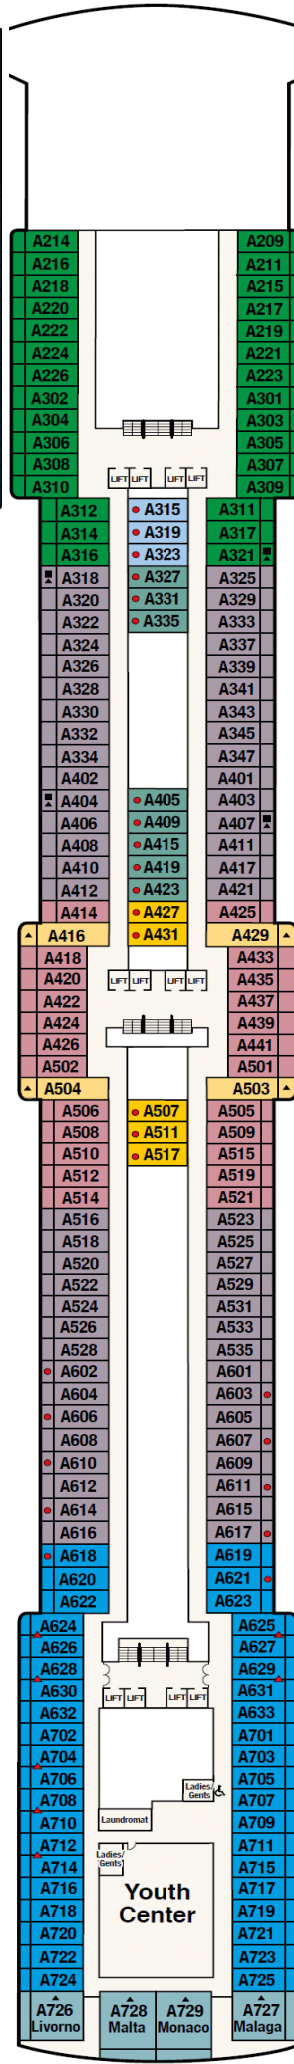 A214 A209
A216 A211
A218 A215
A220 A217
A222 A219
A224 A221
A226 A223
A302 A301
A304 A303
A306 A305
A308 A307
LIFT LIFT LIFT LIFT
A310 A309
A312 A315 A311
A314 A319 A317
A316 A323 A321
A318 A327 A325
A320 A331 A329
A322 A335 A333
A324 A337
A326 A339
A328 A341
A330 A343
A332 A345
A334 A347
A402 A401
A404 A405 A403
A406 A409 A407
A408 A415 A411
A410 A419 A417
A412 A423 A421
A414 A427 A425
A416 A431 A429
A418 A433
A420 LIFT LIFT LIFT LIFT A435
A422 A437
A424 A439
A426 A441
A502 A501
A504 A503
A506 A507 A505
A508 A511 A509
A510 A517 A515
A512 A519
A514 A521
A516 A523
A518 A525
A520 A527
A522 A529
A524 A531
A526 A533
A528 A535
A602 A601
A604 A603
A606 A605
A608 A607
A610 A609
A612 A611
A614 A615
A616 A617
A618 A619
A620 A621
A622 A623
A624 A625
A626 A627
A628 A629
A630 LIFT LIFT LIFT LIFT A631
A632 A633
A702 A701
A704 A703
A706 A705
Ladies/
Gents
A708 A707
A710 Laundromat A709
A712 A711
Ladies/
Gents
A714 A715
A716 A717
Youth
Center
A718 A719
A720 A721
A722 A723
A724 A725
A726 A728 A729 A727
Livorno Malta Monaco Malaga